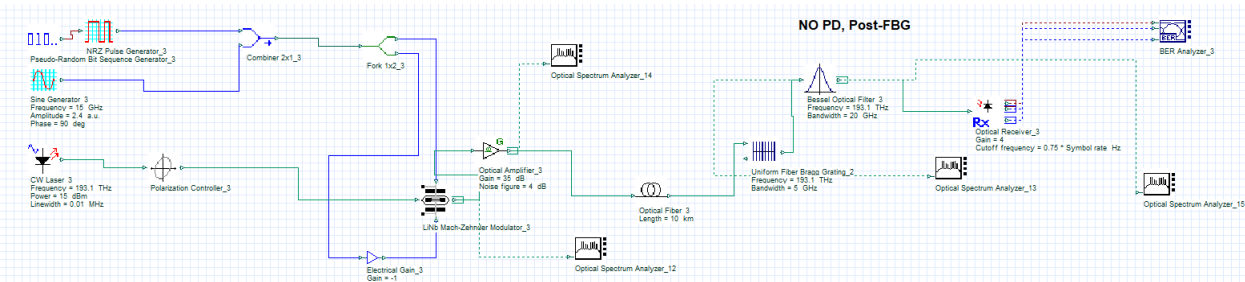 NO PD, Post-FBG
NRZ Pulse Generator_3
Pseudo-Random Bit Sequence Generator_3
Combiner 2x1_3
Fork 1x2_3
Optical Spectrum Analyzer_14
BER
BER Analyzer_3
Sine Generator_3
Frequency = 15 GHz
Amplitude = 2.4 a.u.
Phase = 90 deg
Bessel Optical Filter_3
Frequency = 193.1 THz
Bandwidth = 20 GHz
Rx
Optical Receiver_3
Gain = 4
Cutoff frequency = 0.75 * Symbol rate Hz
CW Laser_3
Frequency = 193.1 THz
Power = 15 dBm
Linewidth = 0.01 MHz
Polarization Controller_3
G
Optical Amplifier_3
Gain = 35 dB
Noise figure = 4 dB
LiNb Mach-Zehnder Modulator_3
Optical Fiber_3
Length = 10 km
Uniform Fiber Bragg Grating_2
Frequency = 193.1 THz
Bandwidth = 5 GHz
Optical Spectrum Analyzer_13
Optical Spectrum Analyzer_15
Electrical Gain_3
Gain = -1
Optical Spectrum Analyzer_12